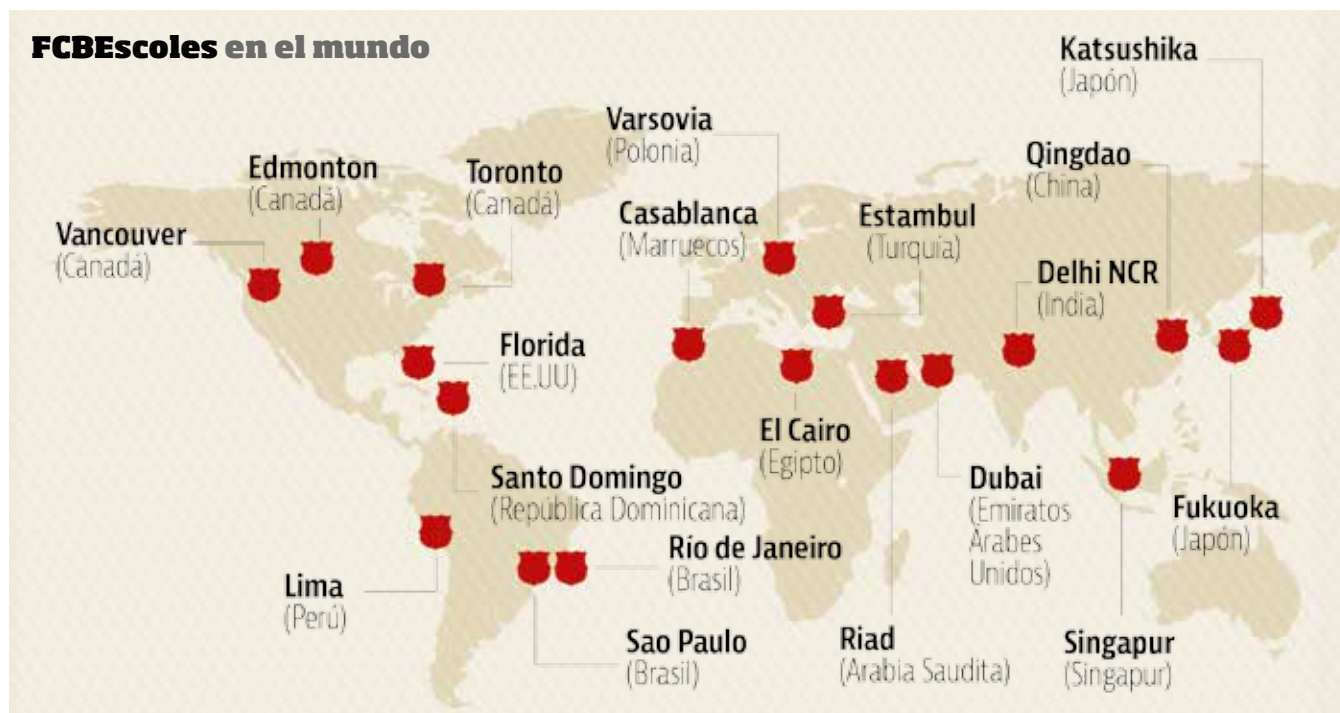 FCBEscoles en el mundo
Katsushika
(Japón)
Varsovia
(Polonia)
Edmonton
(Canadá)
Toronto
(Canadá)
Qingdao
(China)
Casablanca
(Marruecos)
Estambul
(Turquía)
Vancouver
(Canadá)
Delhi NCR
(India)
Florida
(EE.UU)
El Cairo
(Egipto)
Santo Domingo
(República Dominicana)
Dubai
(Emiratos
Árabes
Unidos)
Fukuoka
(Japón)
Río de Janeiro
(Brasil)
Lima
(Perú)
Sao Paulo
(Brasil)
Riad
(Arabia Saudita)
Singapur
(Singapur)